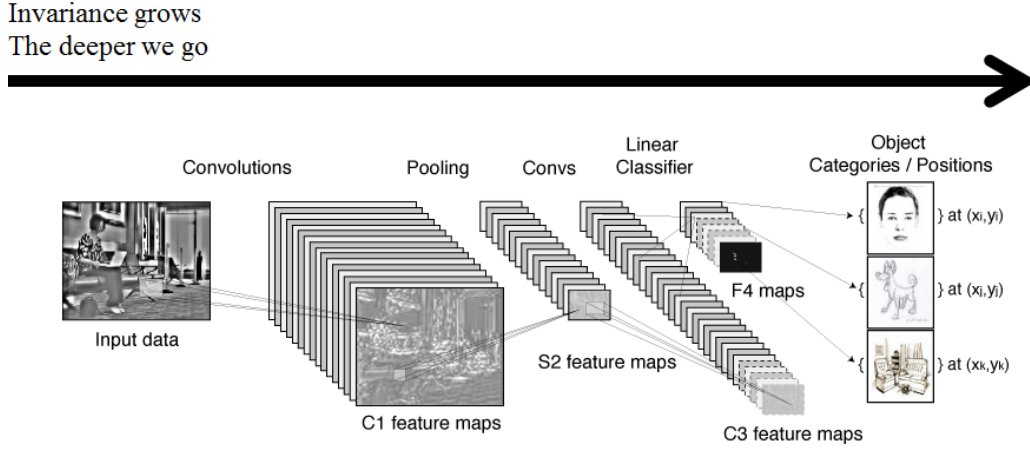 Invariance grows
The deeper we go
Convolutions
Pooling
Convs
Linear
Classifier
Object
Categories / Positions
{ } at (xi,yi)
{ } at (xj,yj)
{ } at (xk,yk)
Input data
C1 feature maps
S2 feature maps
C3 feature maps
F4 maps